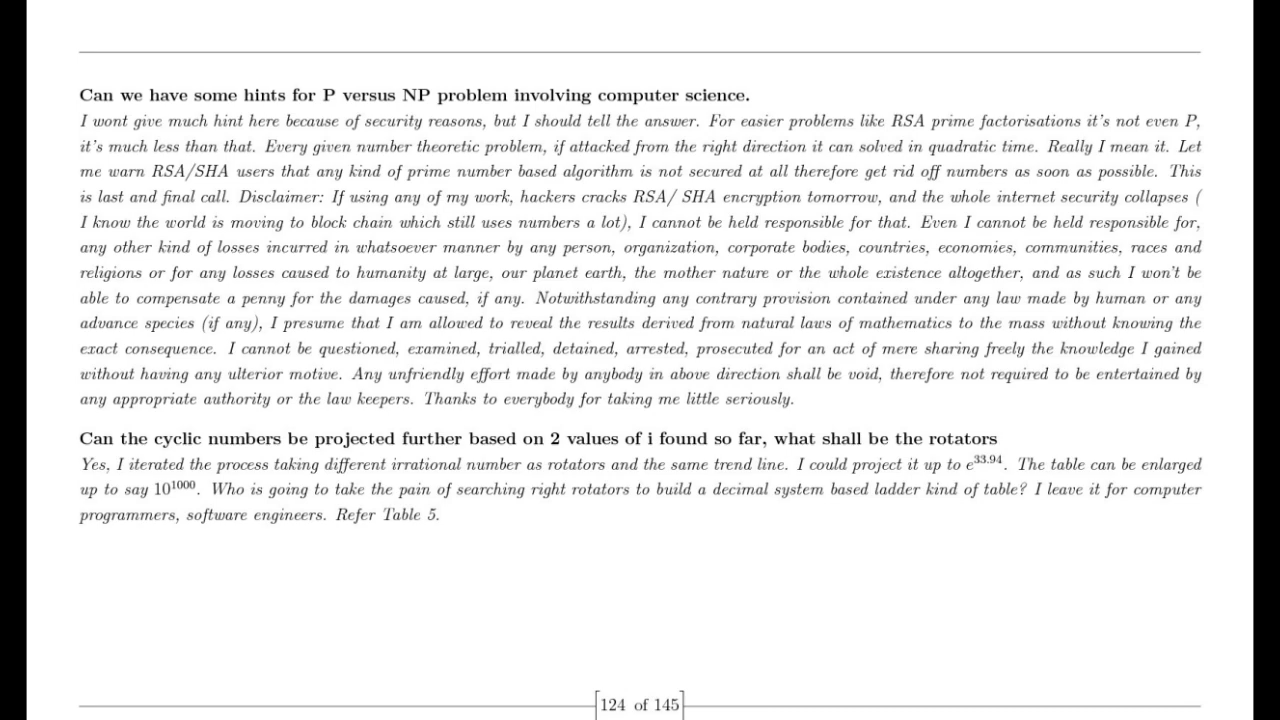 Can we have some hints for P versus NP problem involving computer science.
I wont give much hint here because of security reasons, but I should tell the answer. For easier problems like RSA prime factorisations it's not even P,
it's much less than that. Every given number theoretic problem, if attacked from the right direction it can solved in quadratic time. Really I mean it. Let
me warn RSA/SHA users that any kind of prime number based algorithm is not secured at all therefore get rid off numbers as soon as possible. This
is last and final call. Disclaimer: If using any of my work, hackers cracks RSA/ SHA encryption tomorrow, and the whole internet security collapses (
I know the world is moving to block chain which still uses numbers a lot), I cannot be held responsible for that. Even I cannot be held responsible for,
any other kind of losses incurred in whatsoever manner by any person, organization, corporate bodies, countries, economies, communities, races and
religions or for any losses caused to humanity at large, our planet earth, the mother nature or the whole existence altogether, and as such I won't be
able to compensate a penny for the damages caused, if any. Notwithstanding any contrary provision contained under any law made by human or any
advance species (if any), I presume that I am allowed to reveal the results derived from natural laws of mathematics to the mass without knowing the
exact consequence. I cannot be questioned, examined, trialled, detained, arrested, prosecuted for an act of mere sharing freely the knowledge I gained
without having any ulterior motive. Any unfriendly effort made by anybody in above direction shall be void, therefore not required to be entertained by
any appropriate authority or the law keepers. Thanks to everybody for taking me little seriously.
Can the cyclic numbers be projected further based on 2 values of i found so far, what shall be the rotators
Yes, I iterated the process taking different irrational number as rotators and the same trend line. I could project it up to e^33.94. The table can be enlarged
up to say 10^1000. Who is going to take the pain of searching right rotators to build a decimal system based ladder kind of table? I leave it for computer
programmers, software engineers. Refer Table 5.
[124 of 145]